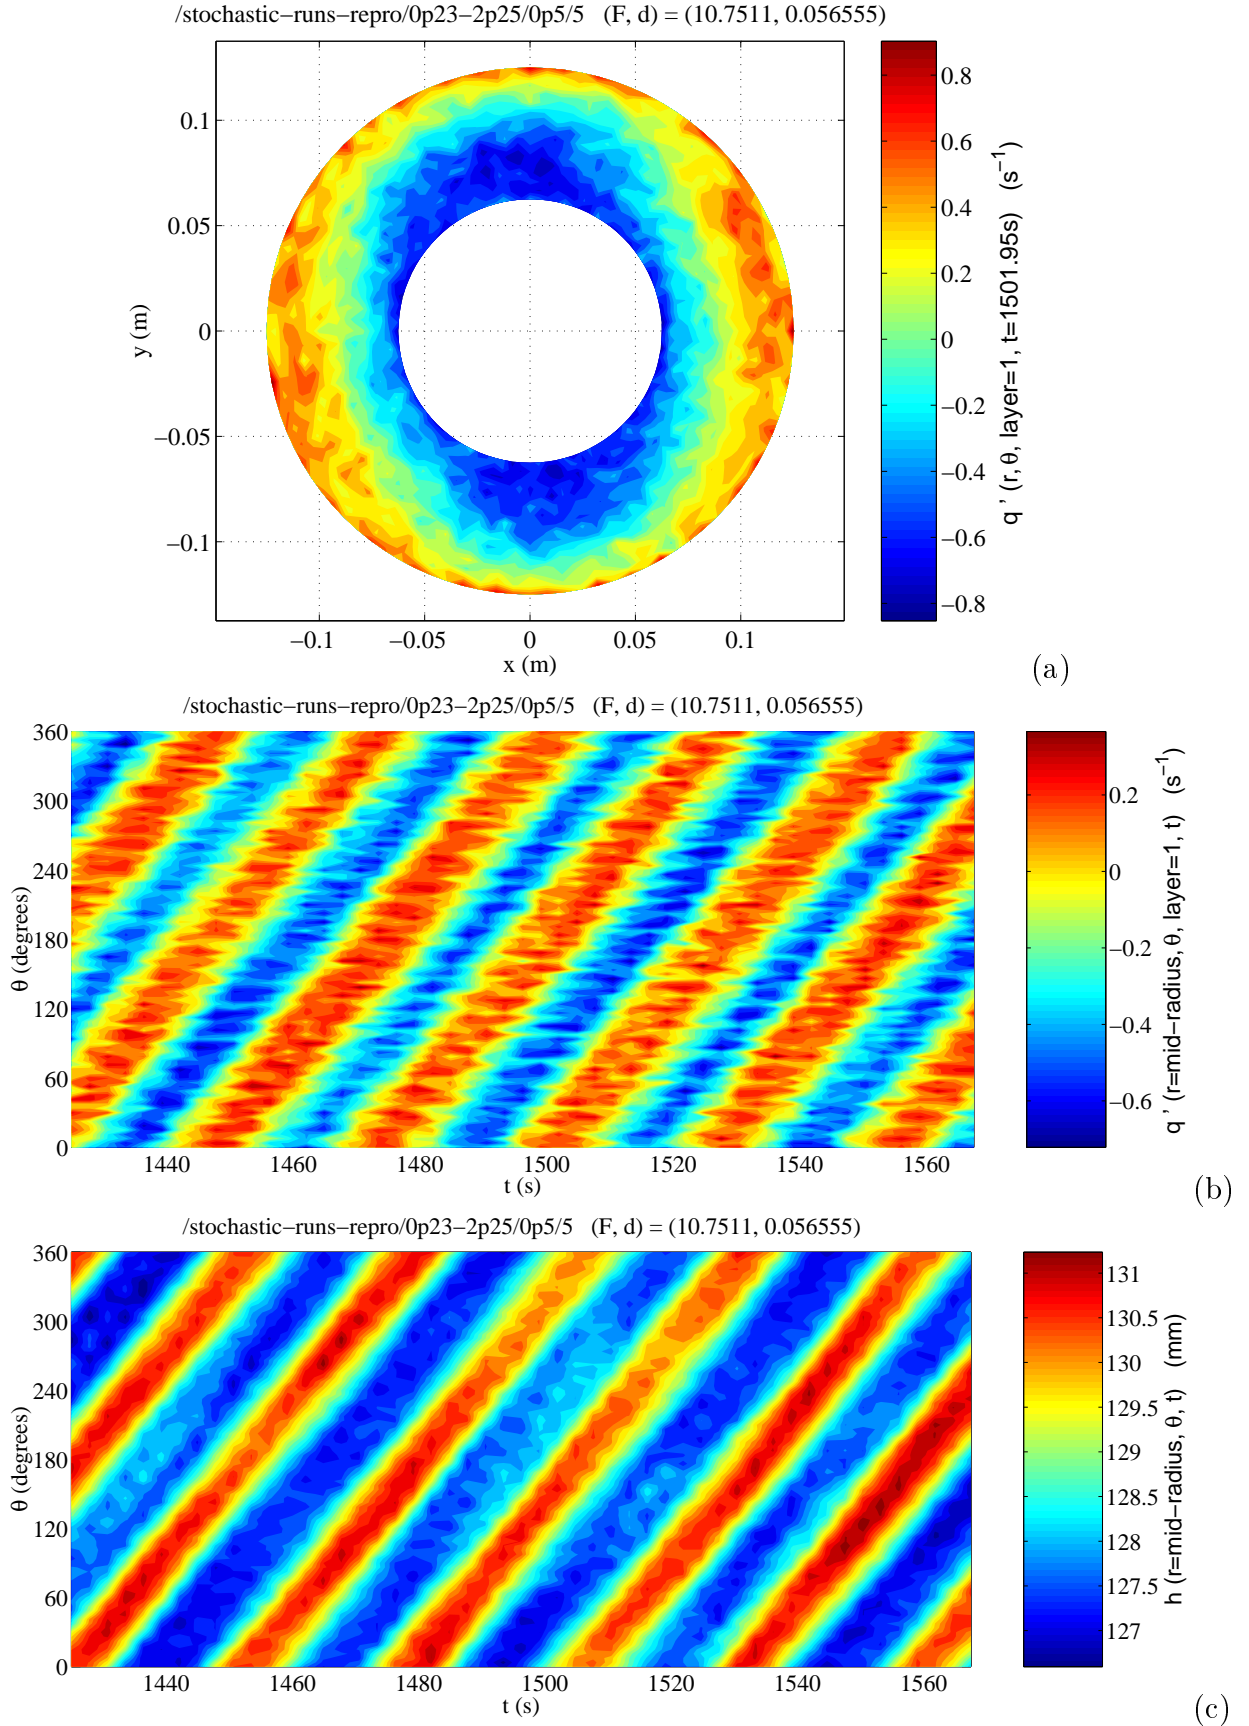 /stochastic−runs−repro/0p23−2p25/0p5/5 (F, d) = (10.7511, 0.056555)
0.1
0.05
0
−0.05
−0.1
y (m)
−0.1 −0.05 0 0.05 0.1
x (m)
0.8
0.6
0.4
0.2
0
−0.2
−0.4
−0.6
−0.8
q ' (r, θ, layer=1, t=1501.95s) (s⁻¹)
(a)
/stochastic−runs−repro/0p23−2p25/0p5/5 (F, d) = (10.7511, 0.056555)
360
300
240
180
120
60
0
θ (degrees)
1440 1460 1480 1500 1520 1540 1560
t (s)
0.2
0
−0.2
−0.4
−0.6
q ' (r=mid−radius, θ, layer=1, t) (s⁻¹)
(b)
/stochastic−runs−repro/0p23−2p25/0p5/5 (F, d) = (10.7511, 0.056555)
360
300
240
180
120
60
0
θ (degrees)
1440 1460 1480 1500 1520 1540 1560
t (s)
131
130.5
130
129.5
129
128.5
128
127.5
127
h (r=mid−radius, θ, t) (mm)
(c)